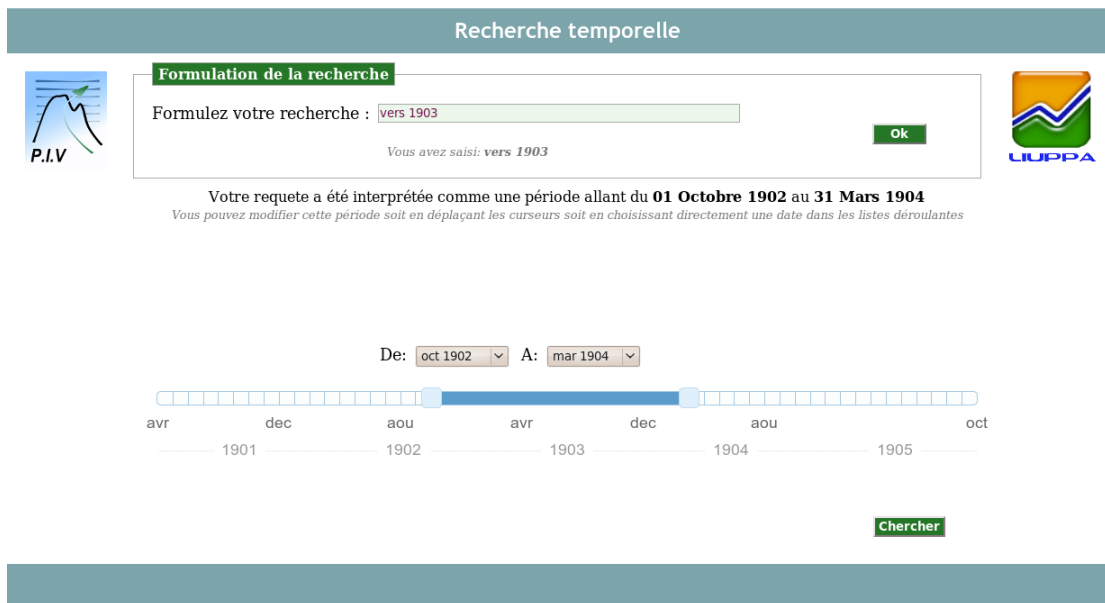 Recherche temporelle
Formulation de la recherche
Formulez votre recherche : vers 1903
Ok
Vous avez saisi: vers 1903
P.I.V
LIUPPA
Votre requete a été interprétée comme une période allant du 01 Octobre 1902 au 31 Mars 1904
Vous pouvez modifier cette période soit en déplaçant les curseurs soit en choisissant directement une date dans les listes déroulantes
De: oct 1902 A: mar 1904
avr dec aou avr dec aou oct
1901 1902 1903 1904 1905
Chercher